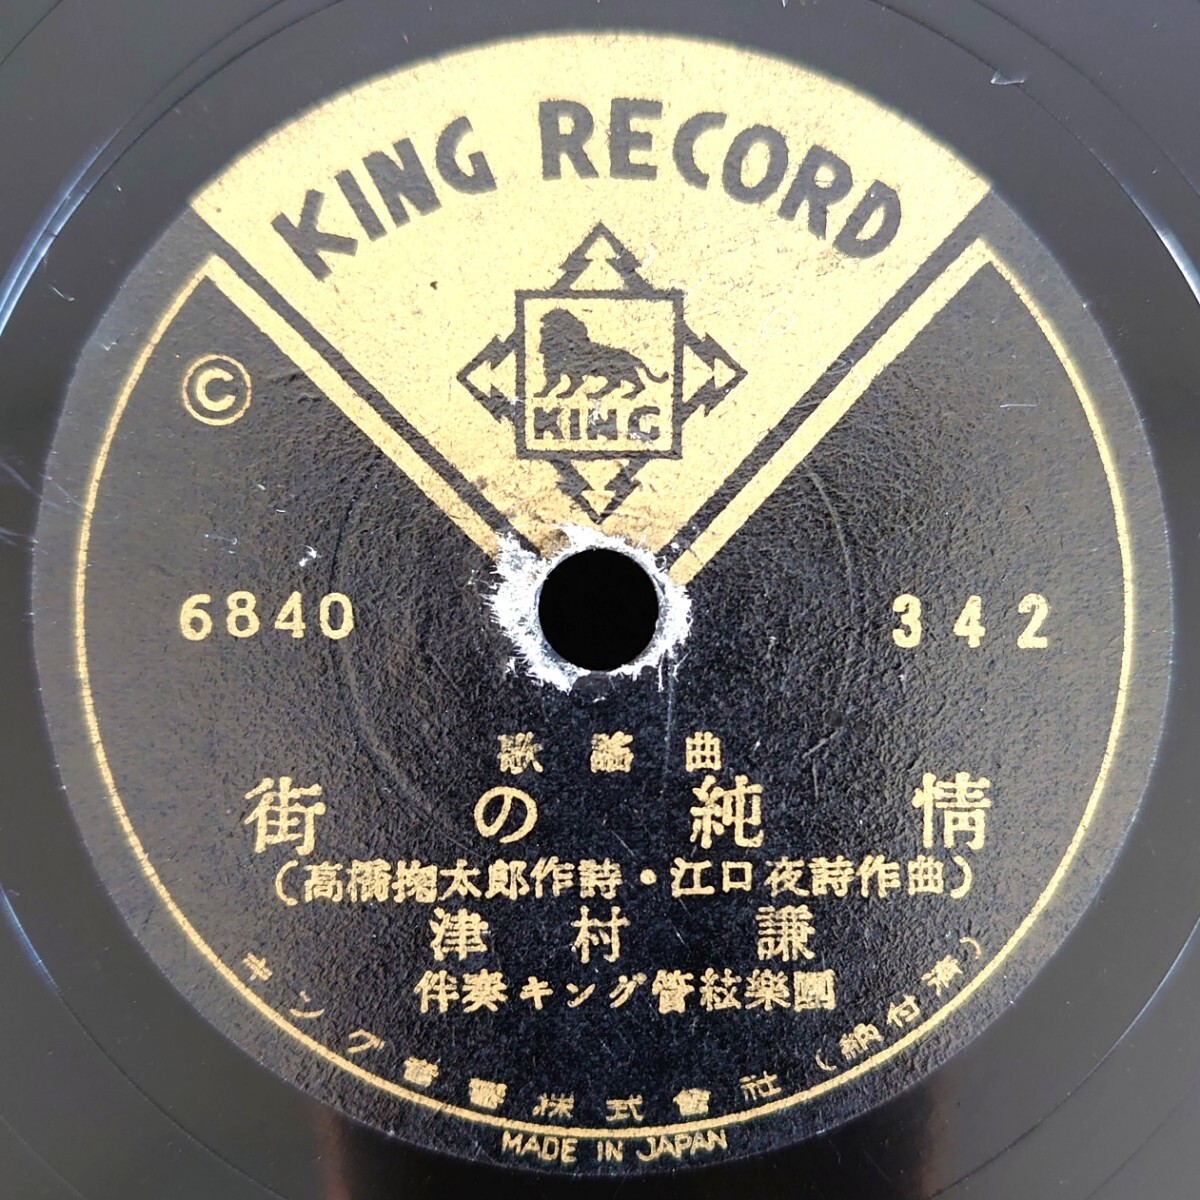 KING RECORD
KING
©
6840
342
歌謡曲
街の純情
(高橋掬太郎作詩・江口夜詩作曲)
津村謙
伴奏キング管絃楽團
キング音響株式會社(納付済)
MADE IN JAPAN